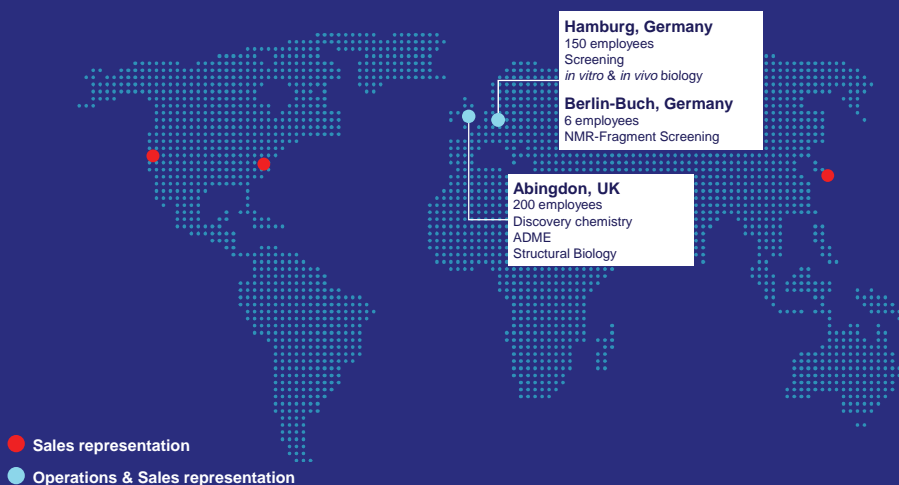 Hamburg, Germany
150 employees
Screening
in vitro & in vivo biology
Berlin-Buch, Germany
6 employees
NMR-Fragment Screening
Abingdon, UK
200 employees
Discovery chemistry
ADME
Structural Biology
Sales representation
Operations & Sales representation